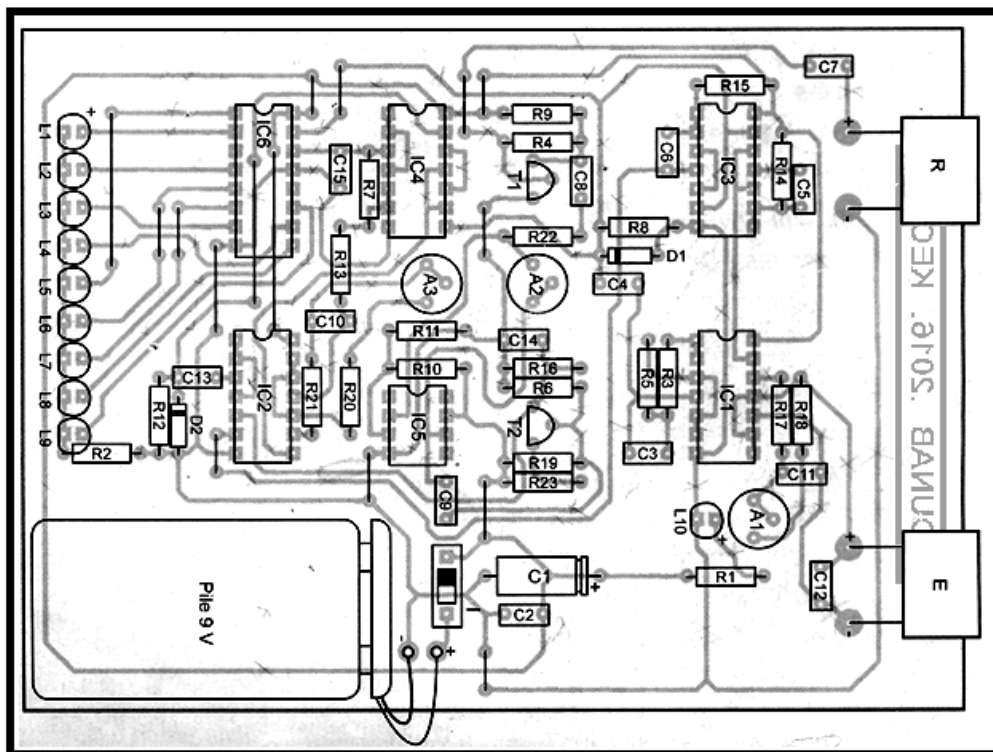 C7
R15
+
L1
IC6
IC4
R9
+
R4
C6
IC3
R
L2
C15
R7
T1
C8
R14
C5
L3
-
L4
R22
R8
R13
D1
L5
A3
A2
C4
L6
C10
R11
C14
L7
C13
IC2
R10
R16
R5
R3
IC1
L8
R12
D2
R21
R20
IC5
R6
T2
R17
R18
L9
R2
R19
C3
R23
C11
C9
L10
A1
+
+
Pile 9 V
C1
+
R1
C12
E
C2
-
+
-